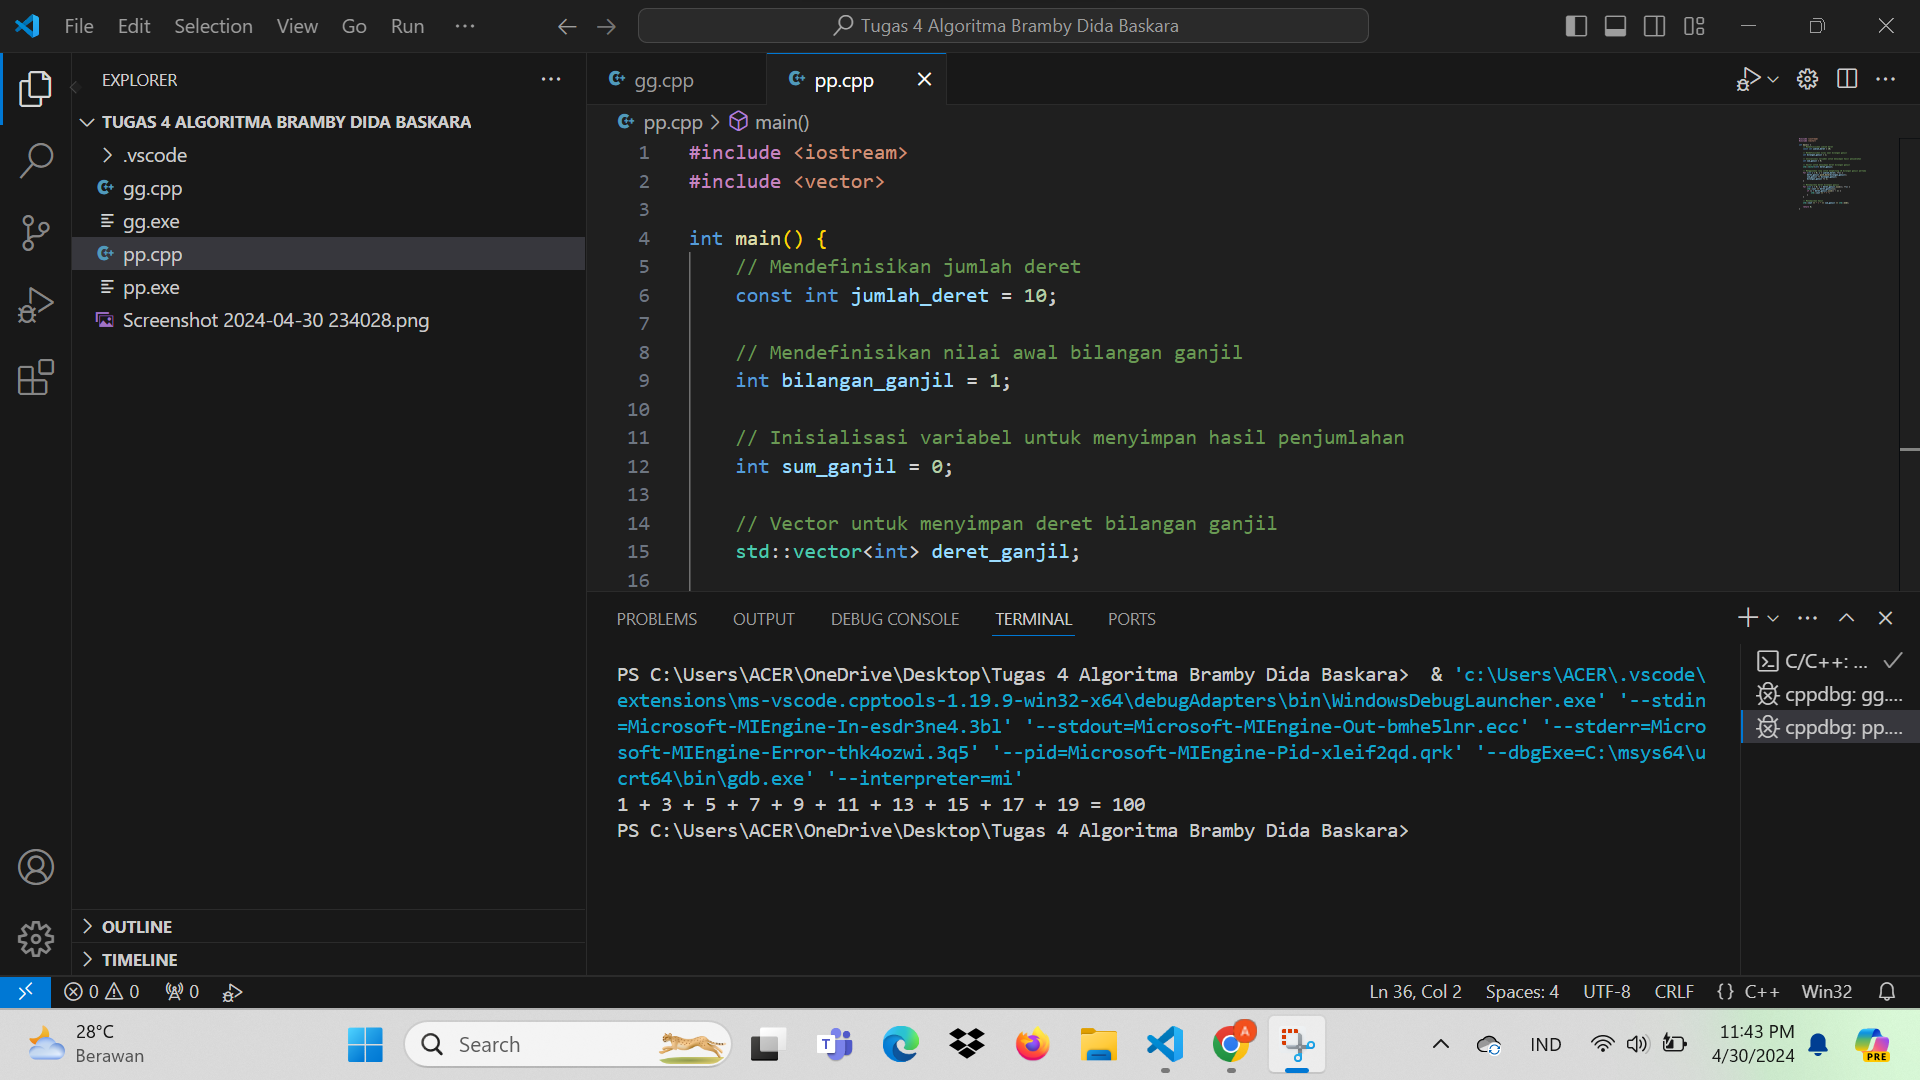 File Edit Selection View Go Run ···
Tugas 4 Algoritma Bramby Dida Baskara
EXPLORER
TUGAS 4 ALGORITMA BRAMBY DIDA BASKARA
.vscode
gg.cpp
gg.exe
pp.cpp
pp.exe
Screenshot 2024-04-30 234028.png
OUTLINE
TIMELINE
gg.cpp
pp.cpp
pp.cpp > main()
1 #include <iostream>
2 #include <vector>
3
4 int main() {
5 // Mendefinisikan jumlah deret
6 const int jumlah_deret = 10;
7
8 // Mendefinisikan nilai awal bilangan ganjil
9 int bilangan_ganjil = 1;
10
11 // Inisialisasi variabel untuk menyimpan hasil penjumlahan
12 int sum_ganjil = 0;
13
14 // Vector untuk menyimpan deret bilangan ganjil
15 std::vector<int> deret_ganjil;
16
PROBLEMS OUTPUT DEBUG CONSOLE TERMINAL PORTS
PS C:\Users\ACER\OneDrive\Desktop\Tugas 4 Algoritma Bramby Dida Baskara>  & 'c:\Users\ACER\.vscode\
extensions\ms-vscode.cpptools-1.19.9-win32-x64\debugAdapters\bin\WindowsDebugLauncher.exe' '--stdin
=Microsoft-MIEngine-In-esdr3ne4.3bl' '--stdout=Microsoft-MIEngine-Out-bmhe5lnr.ecc' '--stderr=Micro
soft-MIEngine-Error-thk4ozwi.3q5' '--pid=Microsoft-MIEngine-Pid-xleif2qd.qrk' '--dbgExe=C:\msys64\u
crt64\bin\gdb.exe' '--interpreter=mi'
1 + 3 + 5 + 7 + 9 + 11 + 13 + 15 + 17 + 19 = 100
PS C:\Users\ACER\OneDrive\Desktop\Tugas 4 Algoritma Bramby Dida Baskara>
C/C++: ...
cppdbg: gg....
cppdbg: pp....
0 0 0
Ln 36, Col 2 Spaces: 4 UTF-8 CRLF {} C++ Win32
28°C
Berawan
Search
A
IND
11:43 PM
4/30/2024
PRE